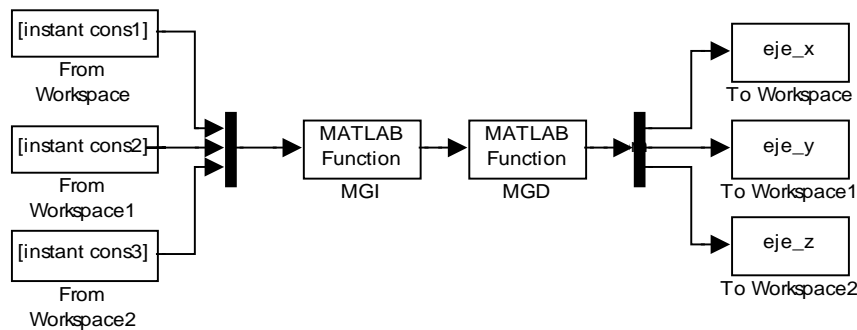 [instant cons1]
From
Workspace
[instant cons2]
From
Workspace1
[instant cons3]
From
Workspace2
MATLAB
Function
MGI
MATLAB
Function
MGD
eje_x
To Workspace
eje_y
To Workspace1
eje_z
To Workspace2